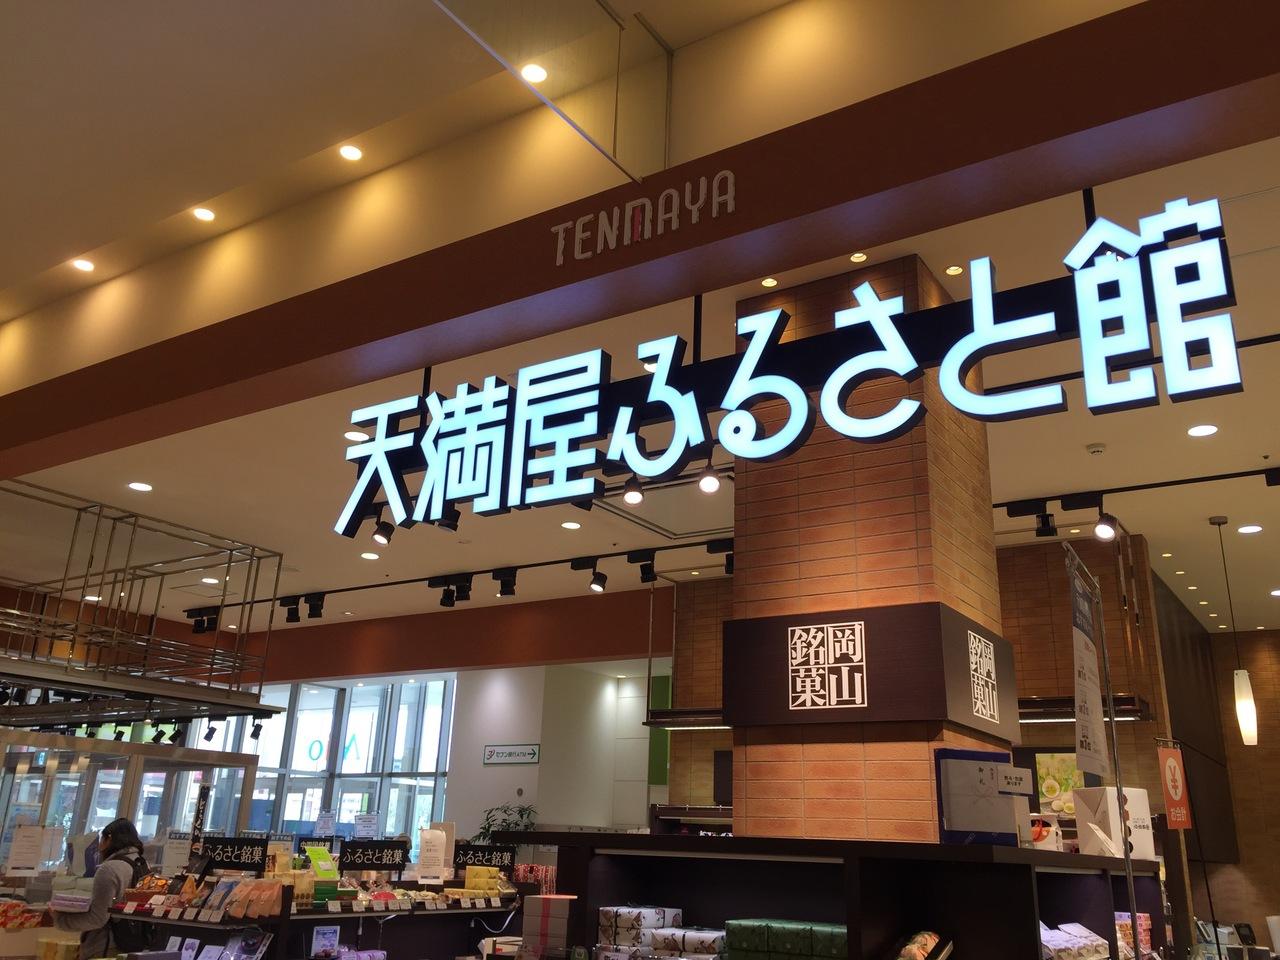 TENMAYA
天満屋ふるさと館
岡山
銘菓
岡山
銘菓
セブン銀行ATM
お会計
ふるさと銘菓
ふるさと銘菓
ふるさと銘菓